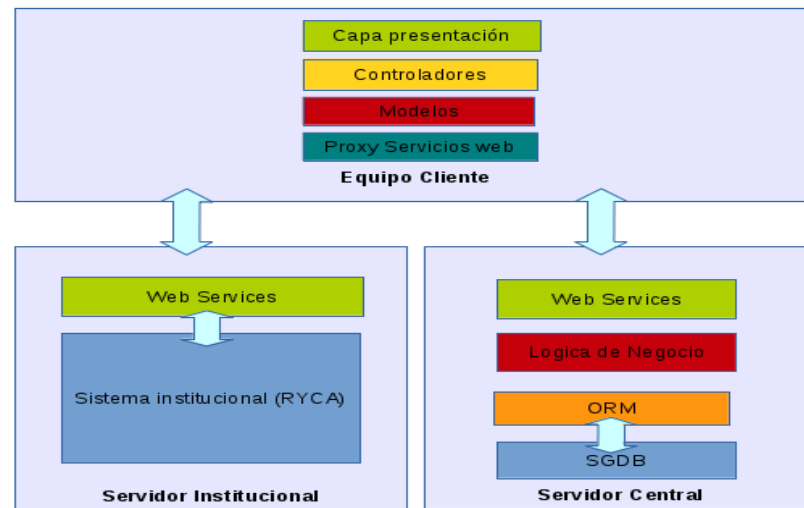 Capa presentación
Controladores
Modelos
Proxy Servicios web
Equipo Cliente
Web Services
Sistema institucional (RYCA)
Servidor Institucional
Web Services
Logica de Negocio
ORM
SGDB
Servidor Central